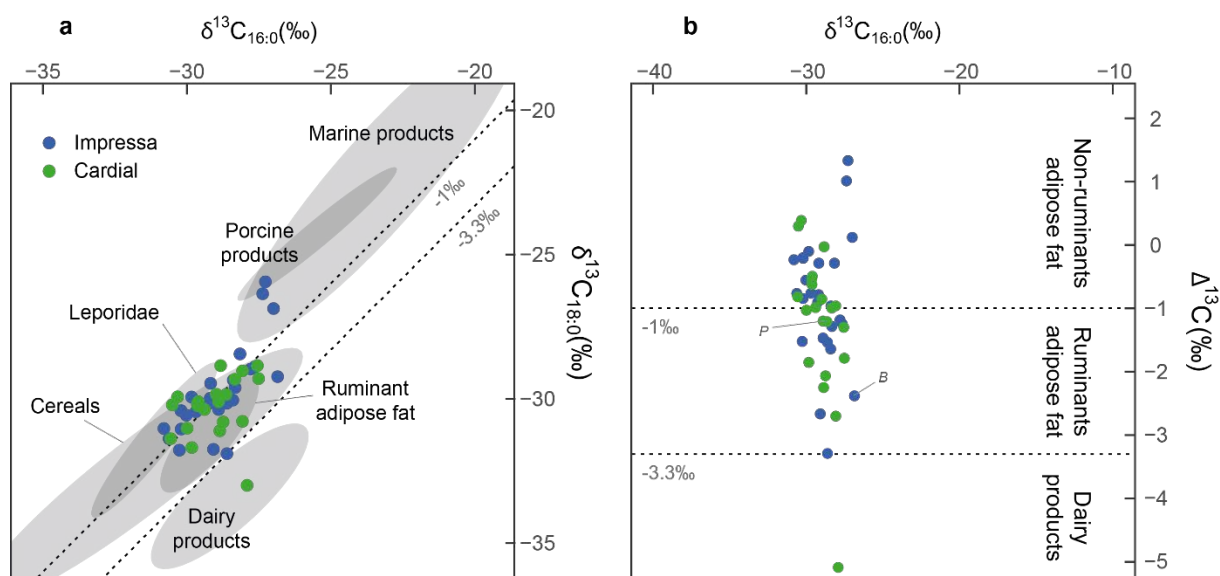 a
δ¹³C₁₆:₀(‰)
−35
−30
−25
−20
Impressa
Cardial
Marine products
-1‰
-3.3‰
Porcine
products
Leporidae
Cereals
Ruminant
adipose fat
Dairy
products
−20
−25
−30
−35
δ¹³C₁₈:₀(‰)
b
δ¹³C₁₆:₀(‰)
−40
−30
−20
−10
Non-ruminants
adipose fat
Ruminants
adipose fat
Dairy
products
-1‰
P
B
-3.3‰
2
1
0
−1
−2
−3
−4
−5
Δ¹³C(‰)